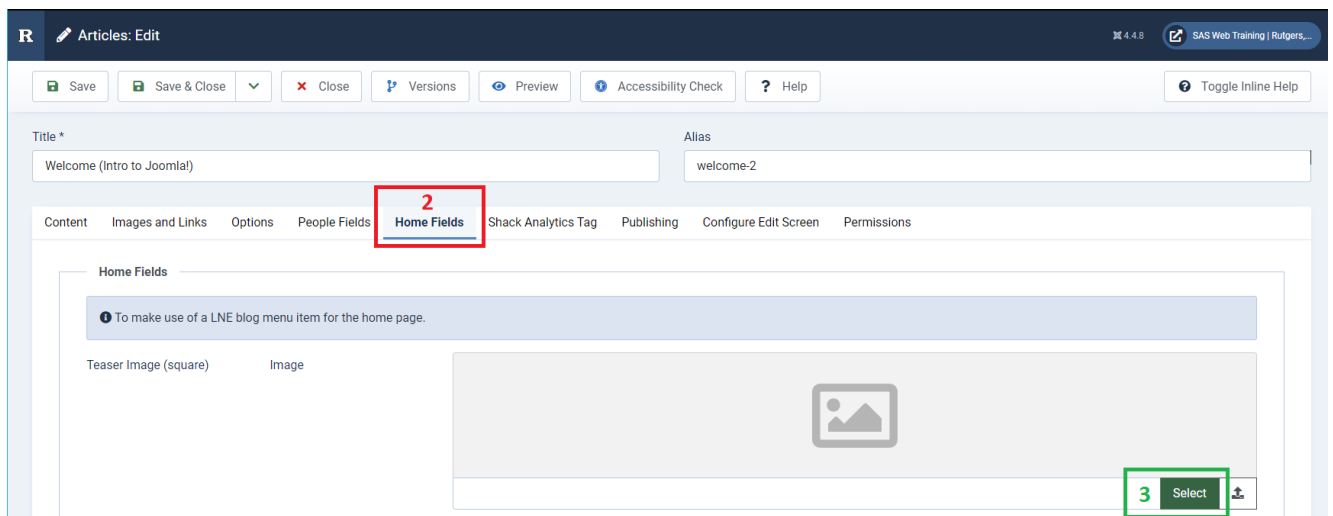 R Articles: Edit 4.4.8 SAS Web Training | Rutgers,...
Save Save & Close Close Versions Preview Accessibility Check ? Help Toggle Inline Help
Title * Alias
Welcome (Intro to Joomla!) welcome-2
2
Content Images and Links Options People Fields Home Fields Shack Analytics Tag Publishing Configure Edit Screen Permissions
Home Fields
To make use of a LNE blog menu item for the home page.
Teaser Image (square) Image
3 Select